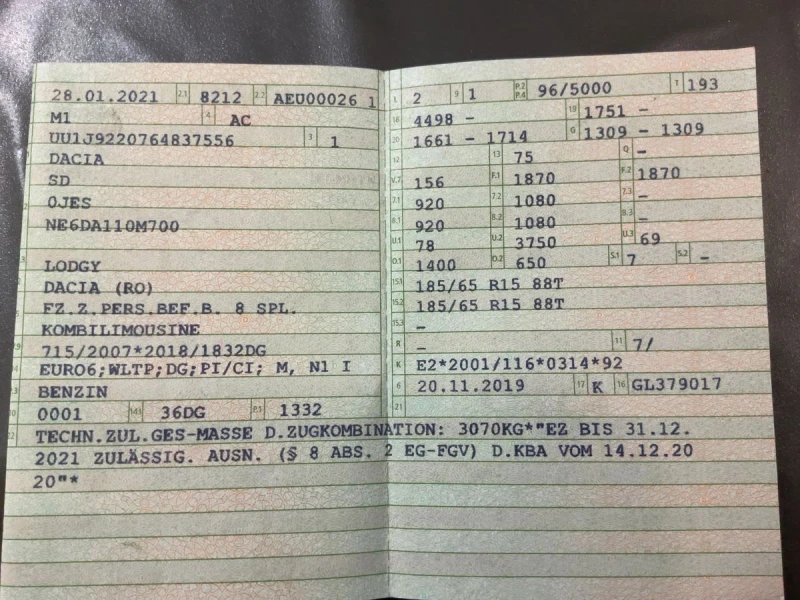 28.01.2021 2.1 8212 2.2 AEU00026 1
M1 4 AC
UU1J9220764837556 3 1
DACIA
SD
0JES
NE6DA110M700
LODGY
DACIA (RO)
FZ.Z.PERS.BEF.B. 8 SPL.
KOMBILIMOUSINE
715/2007*2018/1832DG
EURO6;WLTP;DG;PI/CI; M, N1 I
BENZIN
0001 14.1 36DG P.1 1332
L 2 9 1 P.2 P.4 96/5000 T 193
18 4498 - 19 1751 -
20 1661 - 1714 G 1309 - 1309
12 13 75 Q -
V.7 156 F.1 1870 F.2 1870
7.1 920 7.2 1080 7.3 -
8.1 920 8.2 1080 8.3 -
U.1 78 U.2 3750 U.3 69
O.1 1400 O.2 650 S.1 7 S.2 -
15.1 185/65 R15 88T
15.2 185/65 R15 88T
15.3 -
R - 11 7/
K E2*2001/116*0314*92
6 20.11.2019 17 K 16 GL379017
21
22 TECHN.ZUL.GES-MASSE D.ZUGKOMBINATION: 3070KG*"EZ BIS 31.12.
2021 ZULÄSSIG. AUSN. (§ 8 ABS. 2 EG-FGV) D.KBA VOM 14.12.20
20"*